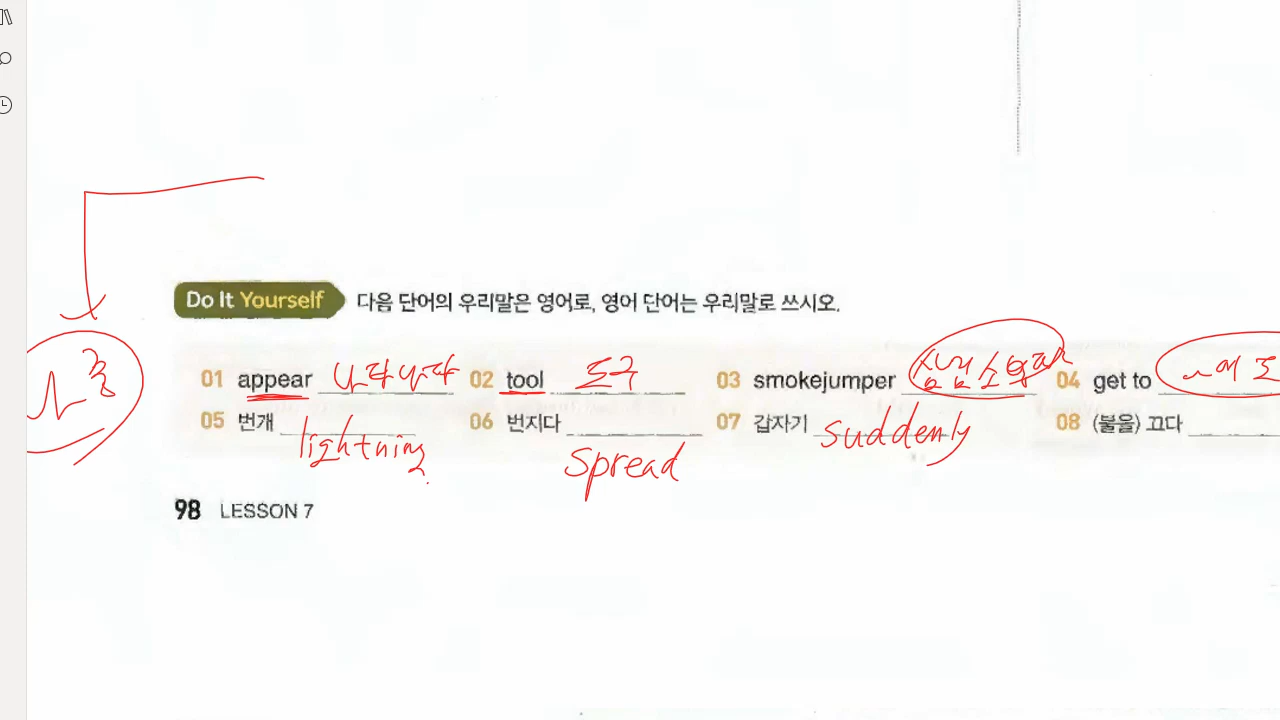 Do It Yourself 다음 단어의 우리말은 영어로, 영어 단어는 우리말로 쓰시오.
01 appear 나타나다 02 tool 도구 03 smokejumper 04 get to
05 번개 lightning 06 번지다 spread 07 갑자기 suddenly 08 (불을) 끄다
98 LESSON 7